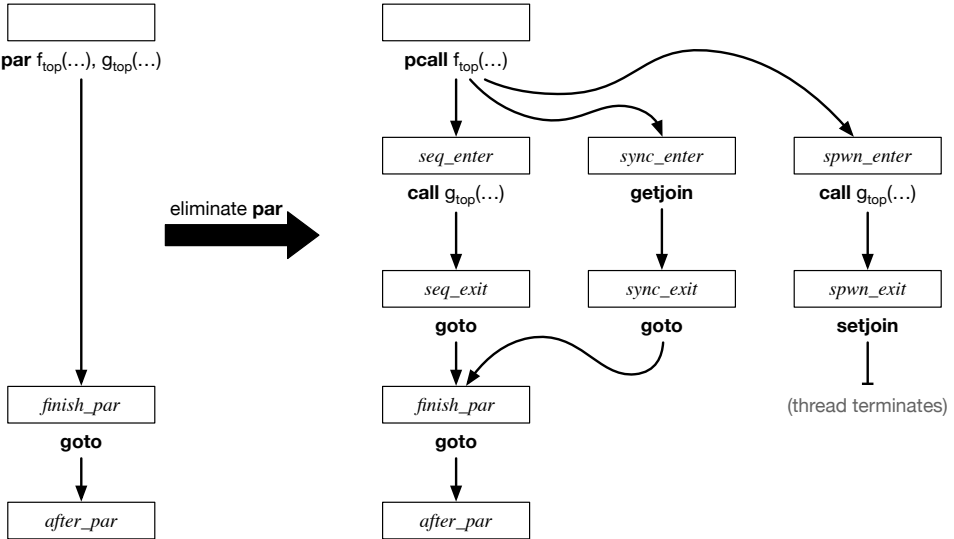 par f_top(…), g_top(…)
eliminate par
finish_par
goto
after_par
pcall f_top(…)
seq_enter
sync_enter
spwn_enter
call g_top(…)
getjoin
call g_top(…)
seq_exit
sync_exit
spwn_exit
goto
goto
setjoin
finish_par
(thread terminates)
goto
after_par